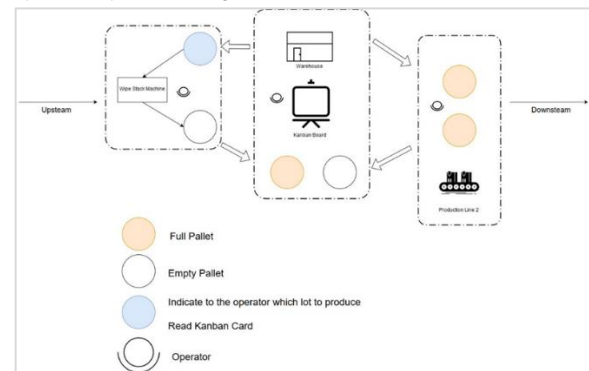 Warehouse
Wipe Stack Machine
Upsteam
Kanban Board
Downsteam
Production Line 2
Full Pallet
Empty Pallet
Indicate to the operator which lot to produce
Read Kanban Card
Operator